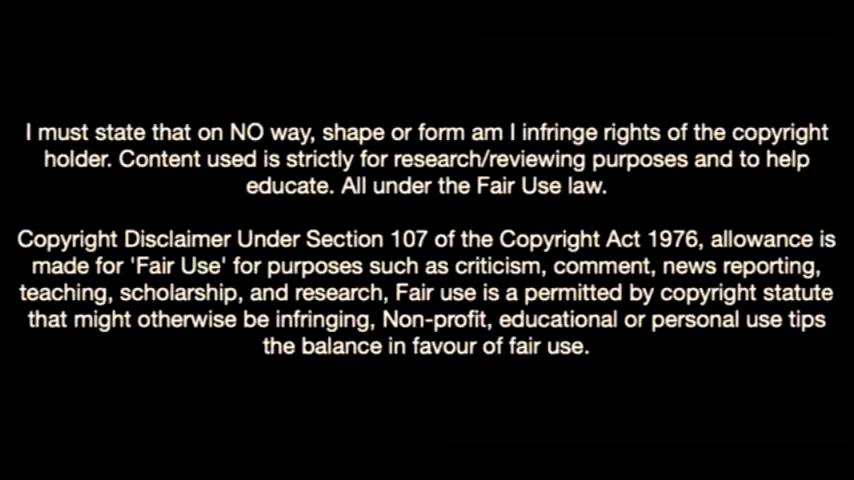 I must state that on NO way, shape or form am I infringe rights of the copyright
holder. Content used is strictly for research/reviewing purposes and to help
educate. All under the Fair Use law.
Copyright Disclaimer Under Section 107 of the Copyright Act 1976, allowance is
made for 'Fair Use' for purposes such as criticism, comment, news reporting,
teaching, scholarship, and research, Fair use is a permitted by copyright statute
that might otherwise be infringing, Non-profit, educational or personal use tips
the balance in favour of fair use.